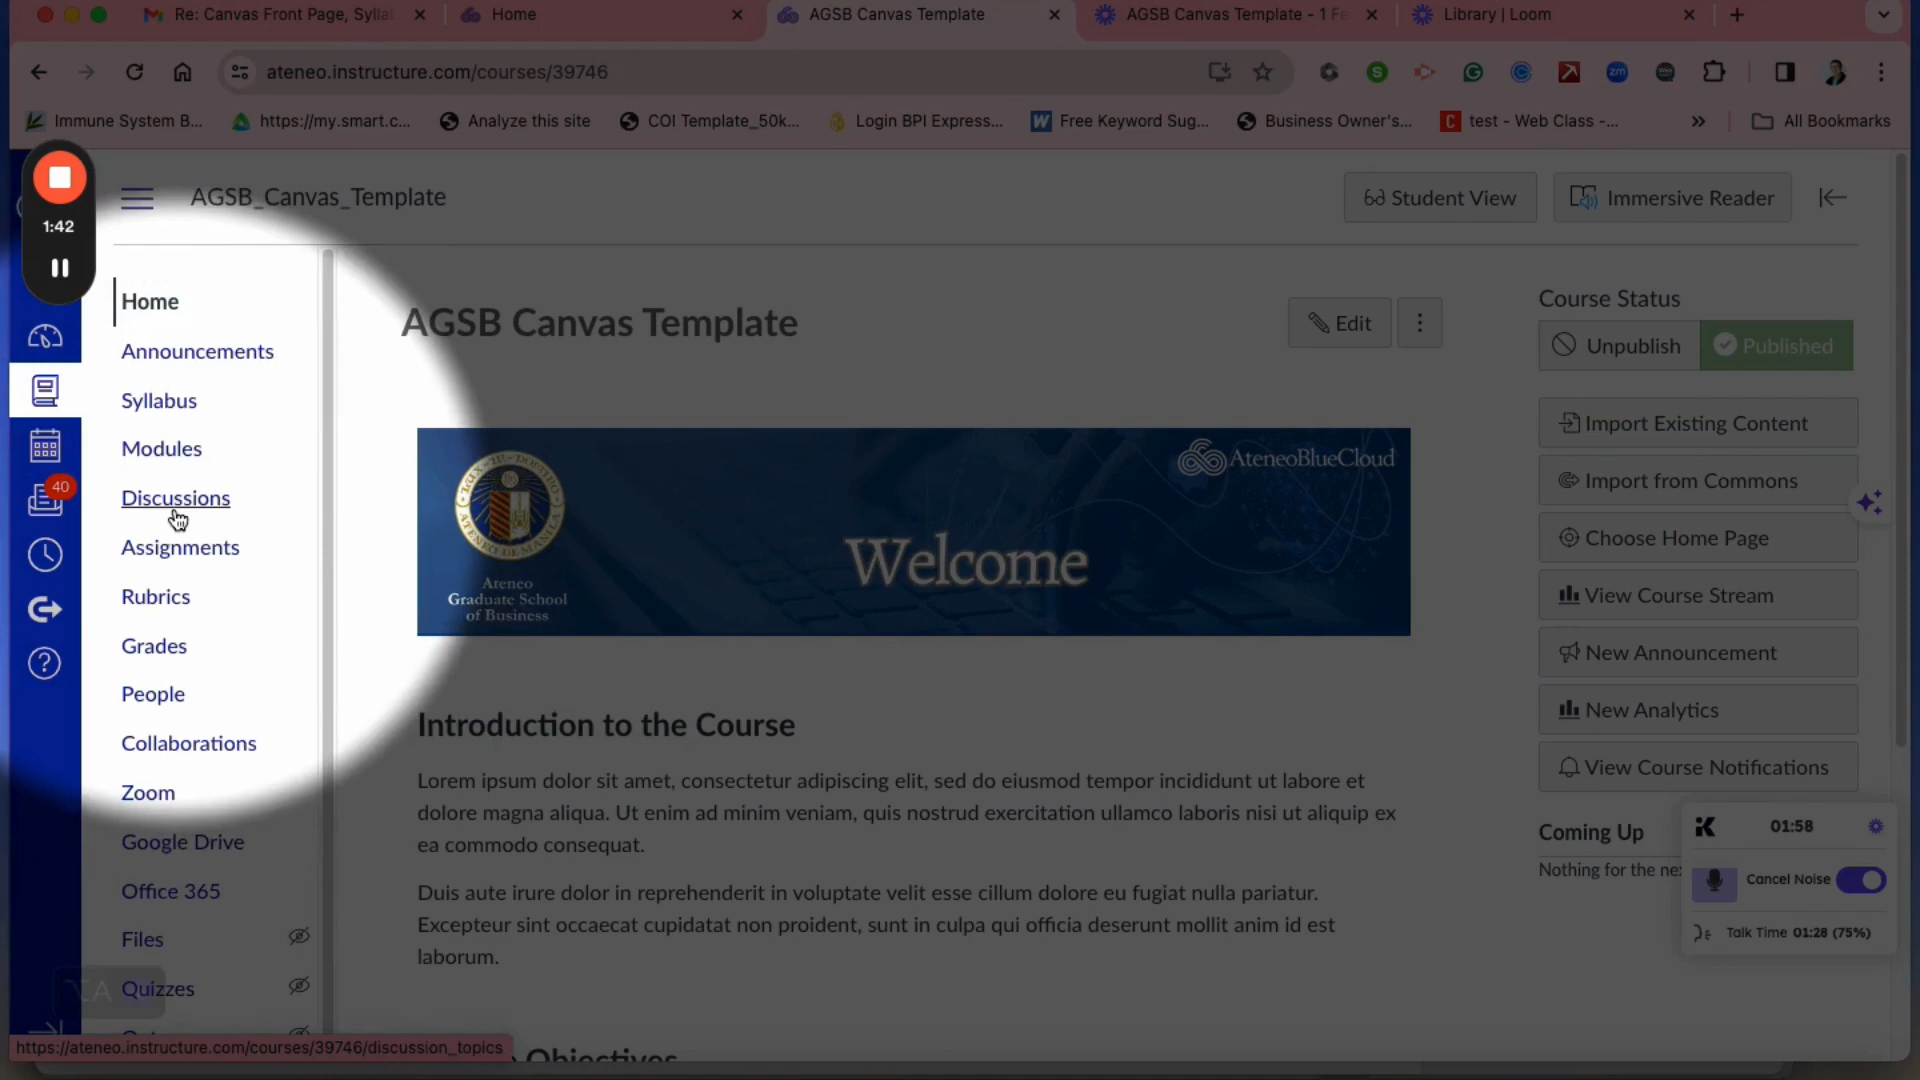 Re: Canvas Front Page, Sylla
Home
AGSB Canvas Template
AGSB Canvas Template - 1 Fe
Library | Loom
ateneo.instructure.com/courses/39746
Immune System B...
https://my.smart.c...
Analyze this site
COI Template_50k...
Login BPI Express...
Free Keyword Sug...
Business Owner's...
test - Web Class -...
All Bookmarks
1:42
AGSB_Canvas_Template
Student View
Immersive Reader
Home
Announcements
Syllabus
Modules
Discussions
Assignments
Rubrics
Grades
People
Collaborations
Zoom
Google Drive
Office 365
Files
Quizzes
40
AGSB Canvas Template
Edit
AteneoBlueCloud
Welcome
Ateneo
Graduate School
of Business
Introduction to the Course
Lorem ipsum dolor sit amet, consectetur adipiscing elit, sed do eiusmod tempor incididunt ut labore et
dolore magna aliqua. Ut enim ad minim veniam, quis nostrud exercitation ullamco laboris nisi ut aliquip ex
ea commodo consequat.
Duis aute irure dolor in reprehenderit in voluptate velit esse cillum dolore eu fugiat nulla pariatur.
Excepteur sint occaecat cupidatat non proident, sunt in culpa qui officia deserunt mollit anim id est
laborum.
Objectives
Course Status
Unpublish
Published
Import Existing Content
Import from Commons
Choose Home Page
View Course Stream
New Announcement
New Analytics
View Course Notifications
Coming Up
Nothing for the ne
01:58
Cancel Noise
Talk Time 01:28 (75%)
⌥A
https://ateneo.instructure.com/courses/39746/discussion_topics